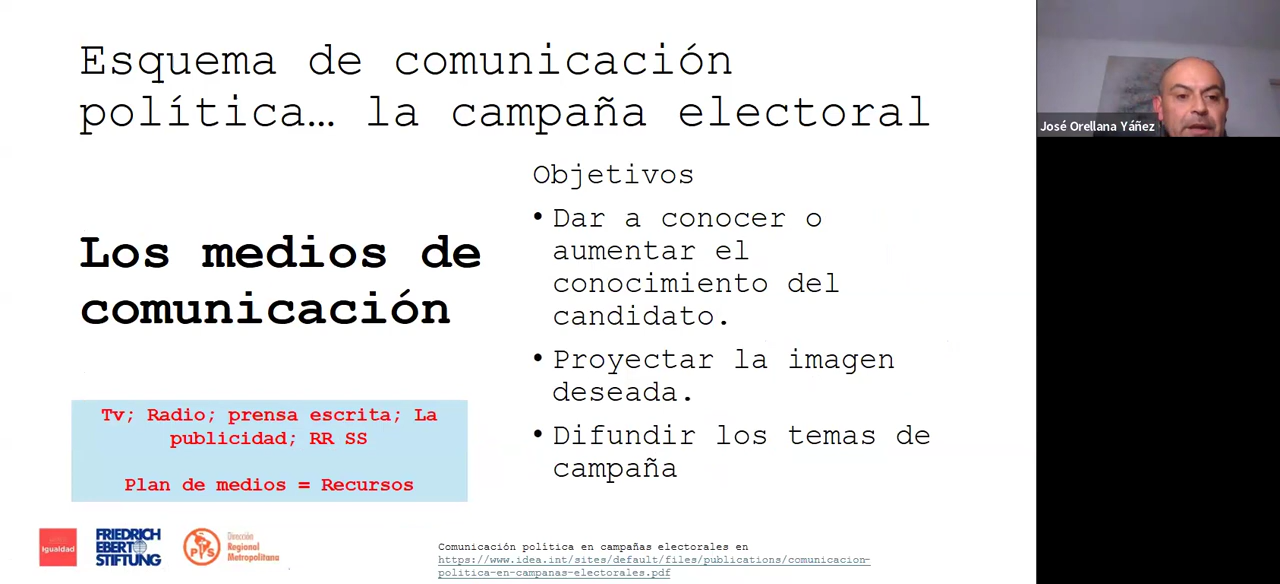 Esquema de comunicación
política… la campaña electoral
José Orellana Yáñez
Los medios de
comunicación
Objetivos
• Dar a conocer o
aumentar el
conocimiento del
candidato.
• Proyectar la imagen
deseada.
• Difundir los temas de
campaña
Tv; Radio; prensa escrita; La
publicidad; RR SS
Plan de medios = Recursos
Igualdad
FRIEDRICH
EBERT
STIFTUNG
PS
Dirección
Regional
Metropolitana
Comunicación política en campañas electorales en
https://www.idea.int/sites/default/files/publications/comunicacion-
politica-en-campanas-electorales.pdf